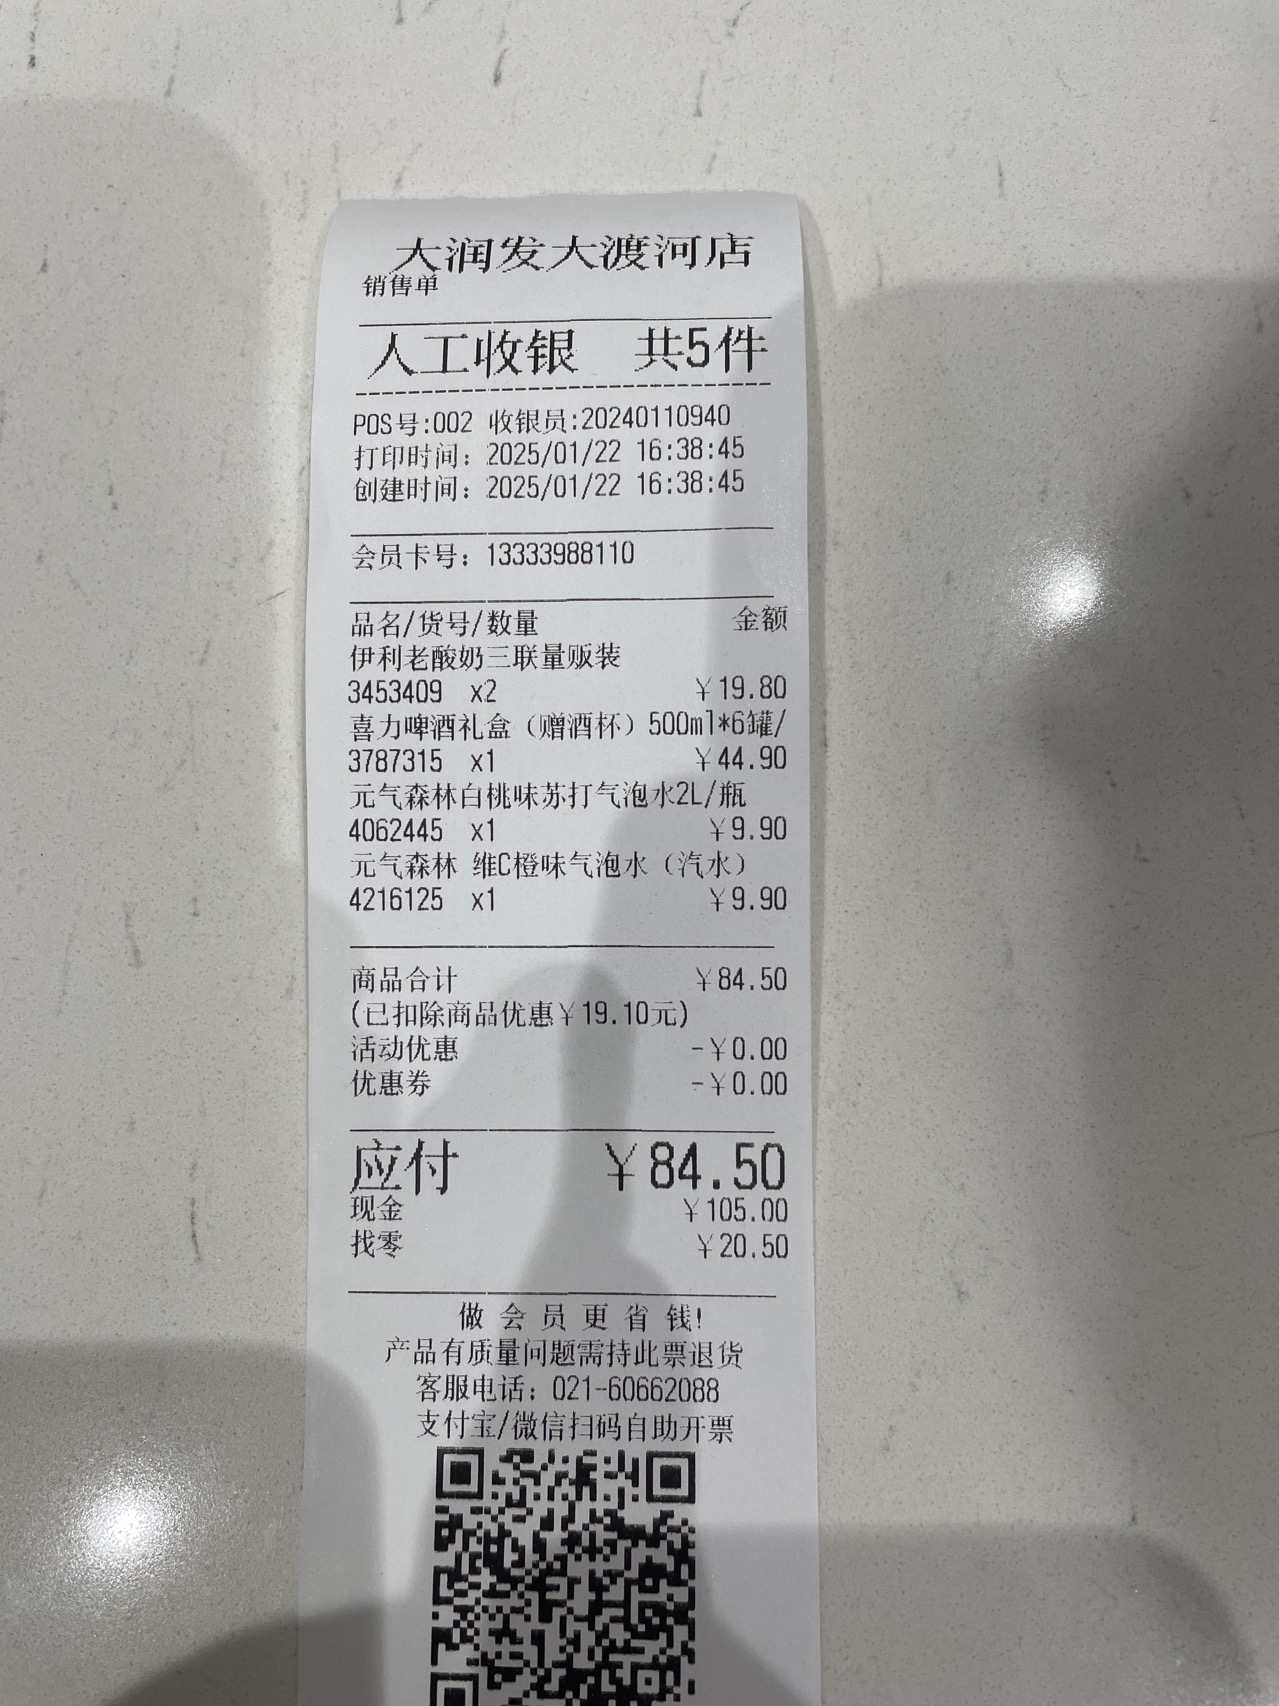 大润发大渡河店
销售单
人工收银 共5件
POS号:002 收银员:20240110940
打印时间：2025/01/22 16:38:45
创建时间：2025/01/22 16:38:45
会员卡号：13333988110
品名/货号/数量 金额
伊利老酸奶三联量贩装
3453409 x2 ￥19.80
喜力啤酒礼盒（赠酒杯）500ml*6罐/
3787315 x1 ￥44.90
元气森林白桃味苏打气泡水2L/瓶
4062445 x1 ￥9.90
元气森林 维C橙味气泡水（汽水）
4216125 x1 ￥9.90
商品合计 ￥84.50
(已扣除商品优惠￥19.10元)
活动优惠 -￥0.00
优惠券 -￥0.00
应付 ￥84.50
现金 ￥105.00
找零 ￥20.50
做会员更省钱!
产品有质量问题需持此票退货
客服电话：021-60662088
支付宝/微信扫码自助开票